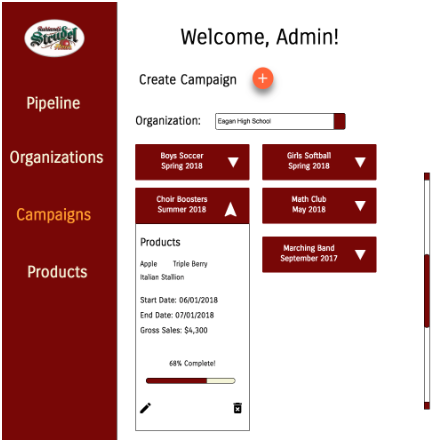 Strudel
Pipeline
Organizations
Campaigns
Products
Welcome, Admin!
Create Campaign +
Organization: Eagan High School
Boys Soccer
Spring 2018
Girls Softball
Spring 2018
Choir Boosters
Summer 2018
Math Club
May 2018
Marching Band
September 2017
Products
Apple Triple Berry
Italian Stallion
Start Date: 06/01/2018
End Date: 07/01/2018
Gross Sales: $4,300
68% Complete!